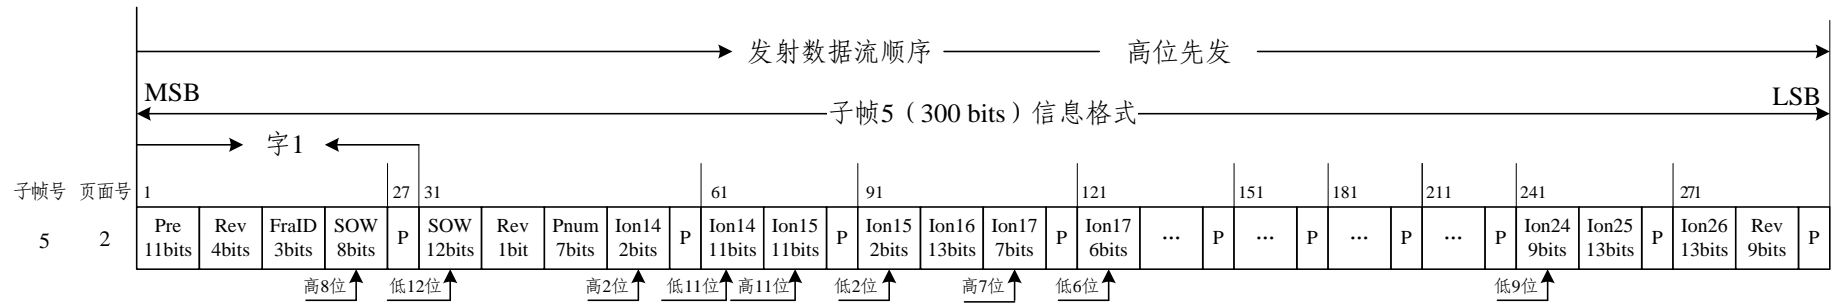 发射数据流顺序 高位先发
MSB LSB
子帧5（300 bits）信息格式
字1
子帧号 页面号 1 27 31 61 91 121 151 181 211 241 271
5 2 Pre 11bits Rev 4bits FraID 3bits SOW 8bits P SOW 12bits Rev 1bit Pnum 7bits Ion14 2bits P Ion14 11bits Ion15 11bits P Ion15 2bits Ion16 13bits Ion17 7bits P Ion17 6bits ... P ... P ... P ... P Ion24 9bits Ion25 13bits P Ion26 13bits Rev 9bits P
高8位 低12位 高2位 低11位 高11位 低2位 高7位 低6位 低9位